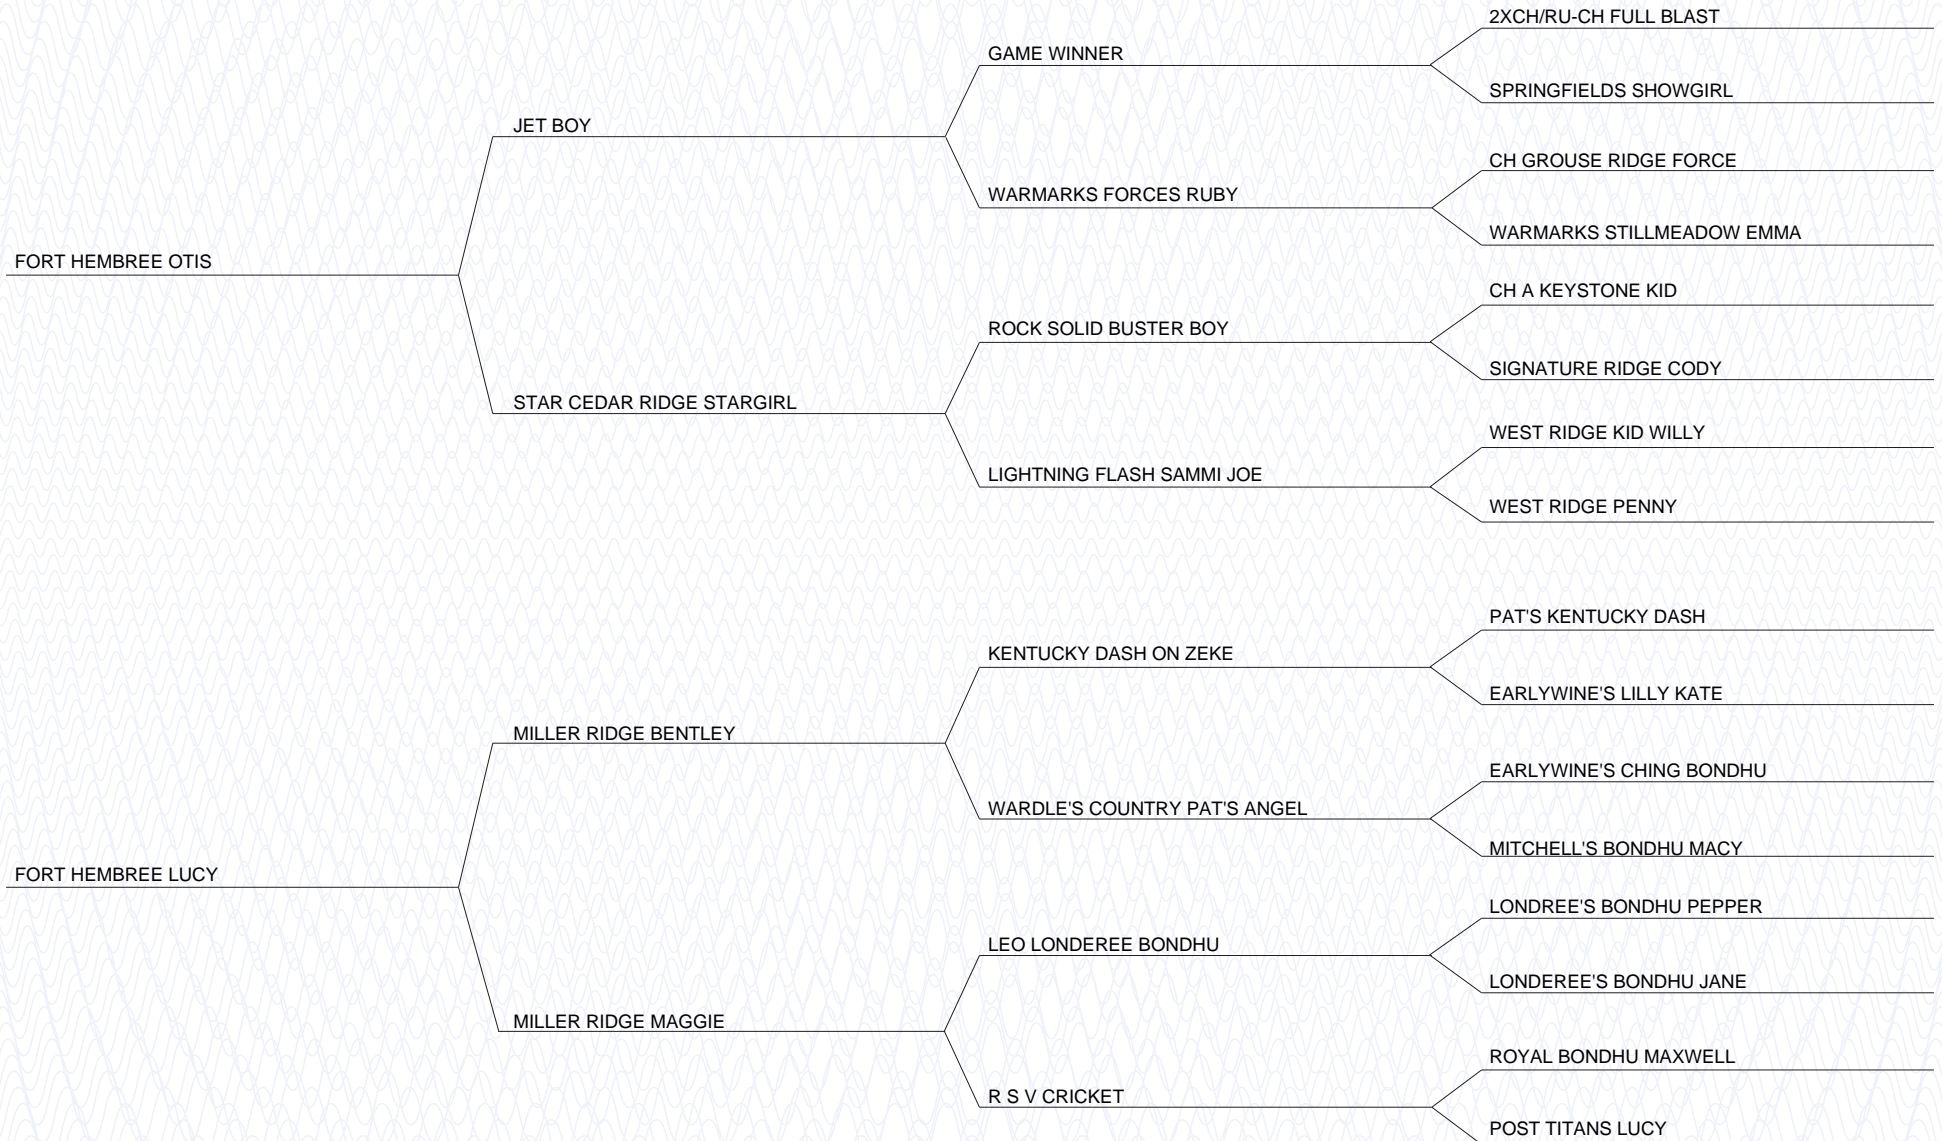 2XCH/RU-CH FULL BLAST
GAME WINNER
SPRINGFIELDS SHOWGIRL
JET BOY
CH GROUSE RIDGE FORCE
WARMARKS FORCES RUBY
WARMARKS STILLMEADOW EMMA
FORT HEMBREE OTIS
CH A KEYSTONE KID
ROCK SOLID BUSTER BOY
SIGNATURE RIDGE CODY
STAR CEDAR RIDGE STARGIRL
WEST RIDGE KID WILLY
LIGHTNING FLASH SAMMI JOE
WEST RIDGE PENNY
PAT'S KENTUCKY DASH
KENTUCKY DASH ON ZEKE
EARLYWINE'S LILLY KATE
MILLER RIDGE BENTLEY
EARLYWINE'S CHING BONDHU
WARDLE'S COUNTRY PAT'S ANGEL
MITCHELL'S BONDHU MACY
FORT HEMBREE LUCY
LONDREE'S BONDHU PEPPER
LEO LONDEREE BONDHU
LONDEREE'S BONDHU JANE
MILLER RIDGE MAGGIE
ROYAL BONDHU MAXWELL
R S V CRICKET
POST TITANS LUCY